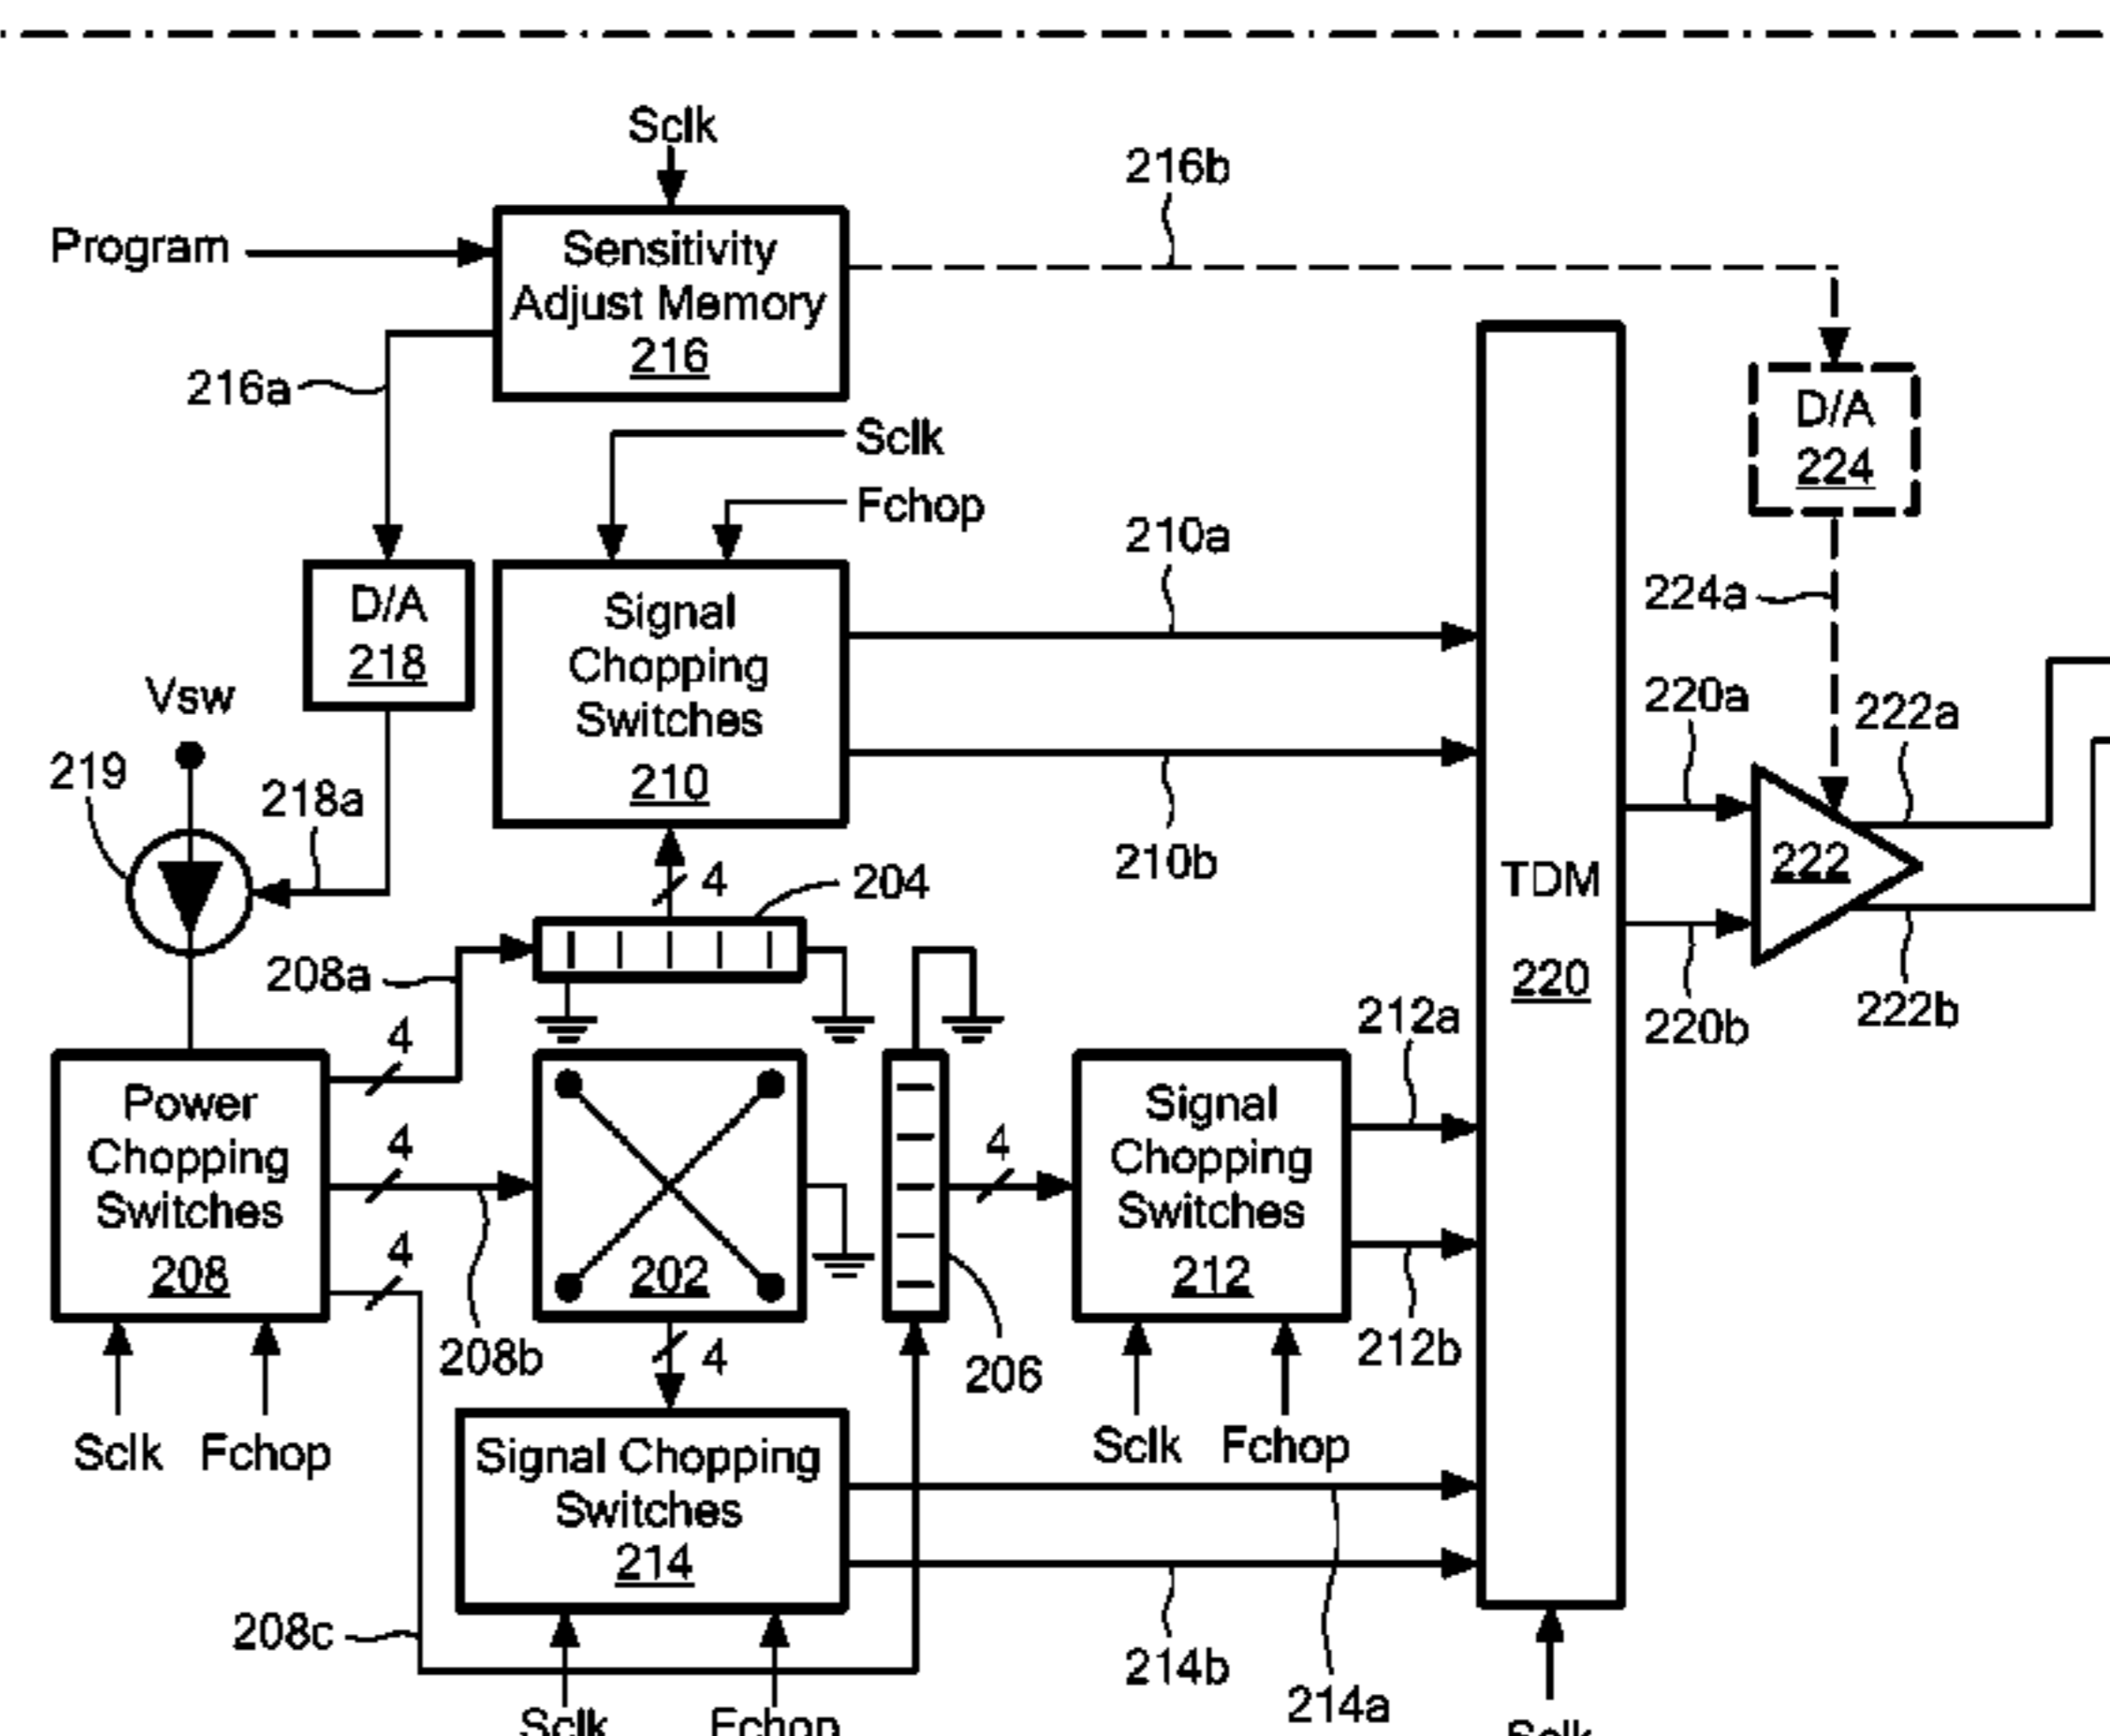 Sclk
216b
Program
Sensitivity
Adjust Memory
216
216a
Sclk
Fchop
D/A
224
210a
224a
D/A
218
Signal
Chopping
Switches
210
Vsw
219
218a
220a
222a
210b
4
204
222
TDM
220
208a
220b
222b
212a
4
Power
Chopping
Switches
208
4
4
202
4
Signal
Chopping
Switches
212
208b
4
206
212b
Sclk
Fchop
Sclk
Fchop
Signal Chopping
Switches
214
208c
214b
214a
Sclk
Fchop
Sclk